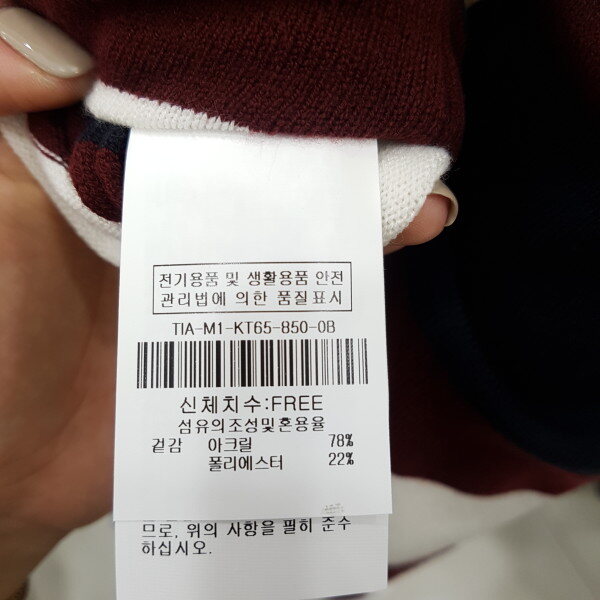 전기용품 및 생활용품 안전
관리법에 의한 품질표시
TIA-M1-KT65-850-0B
신체치수:FREE
섬유의조성및혼용율
겉감 아크릴 78%
폴리에스터 22%
므로, 위의 사항을 필히 준수
하십시오.